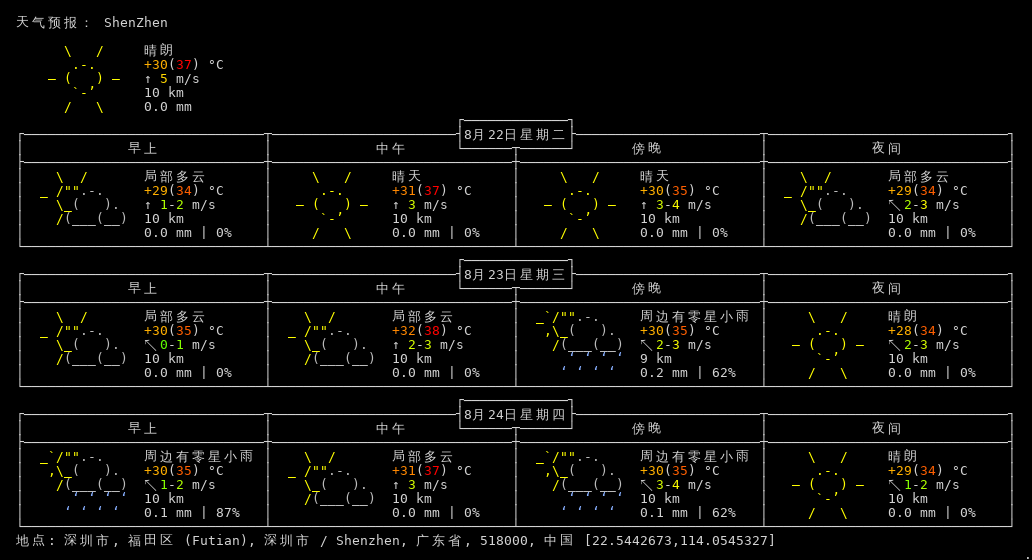 天气预报： ShenZhen
晴朗
+30(37) °C
↑ 5 m/s
10 km
0.0 mm
8月22日星期二
早上 中午 傍晚 夜间
局部多云 晴天 晴天 局部多云
+29(34) °C +31(37) °C +30(35) °C +29(34) °C
↑ 1-2 m/s ↑ 3 m/s ↑ 3-4 m/s ↖ 2-3 m/s
10 km 10 km 10 km 10 km
0.0 mm | 0% 0.0 mm | 0% 0.0 mm | 0% 0.0 mm | 0%
8月23日星期三
早上 中午 傍晚 夜间
局部多云 局部多云 周边有零星小雨 晴朗
+30(35) °C +32(38) °C +30(35) °C +28(34) °C
↖ 0-1 m/s ↑ 2-3 m/s ↖ 2-3 m/s ↖ 2-3 m/s
10 km 10 km 9 km 10 km
0.0 mm | 0% 0.0 mm | 0% 0.2 mm | 62% 0.0 mm | 0%
8月24日星期四
早上 中午 傍晚 夜间
周边有零星小雨 局部多云 周边有零星小雨 晴朗
+30(35) °C +31(37) °C +30(35) °C +29(34) °C
↖ 1-2 m/s ↑ 3 m/s ↖ 3-4 m/s ↖ 1-2 m/s
10 km 10 km 10 km 10 km
0.1 mm | 87% 0.0 mm | 0% 0.1 mm | 62% 0.0 mm | 0%
地点: 深圳市, 福田区 (Futian), 深圳市 / Shenzhen, 广东省, 518000, 中国 [22.5442673,114.0545327]